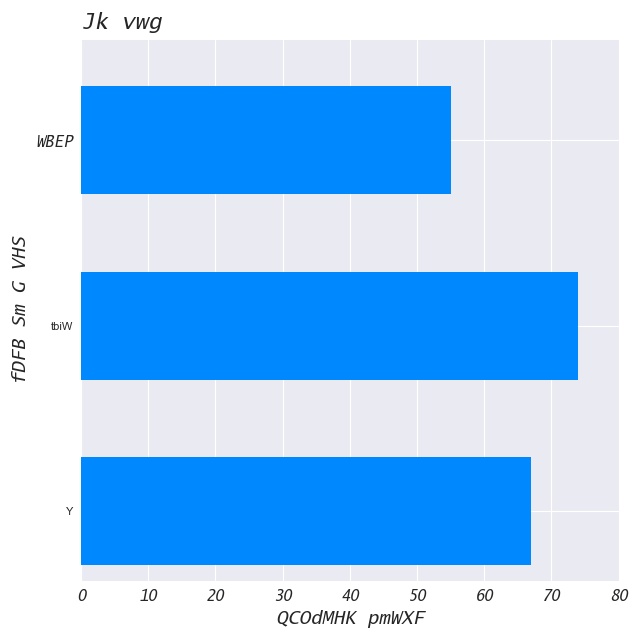 Jk vwg
fDFB Sm G VHS
WBEP
tbiW
Y
0 10 20 30 40 50 60 70 80
QCOdMHK pmWXF